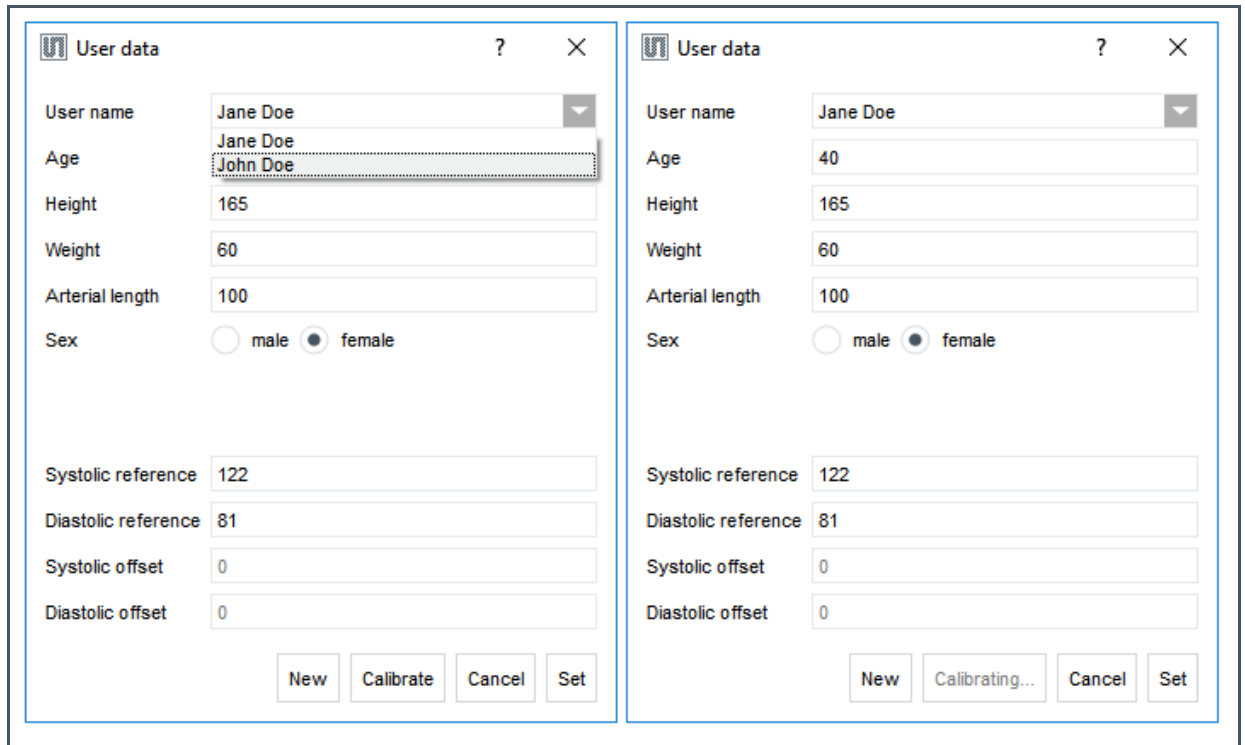 User data ?
User name Jane Doe
Jane Doe
Age John Doe
Height 165
Weight 60
Arterial length 100
Sex male female
Systolic reference 122
Diastolic reference 81
Systolic offset 0
Diastolic offset 0
New Calibrate Cancel Set
User data ?
User name Jane Doe
Age 40
Height 165
Weight 60
Arterial length 100
Sex male female
Systolic reference 122
Diastolic reference 81
Systolic offset 0
Diastolic offset 0
New Calibrating... Cancel Set